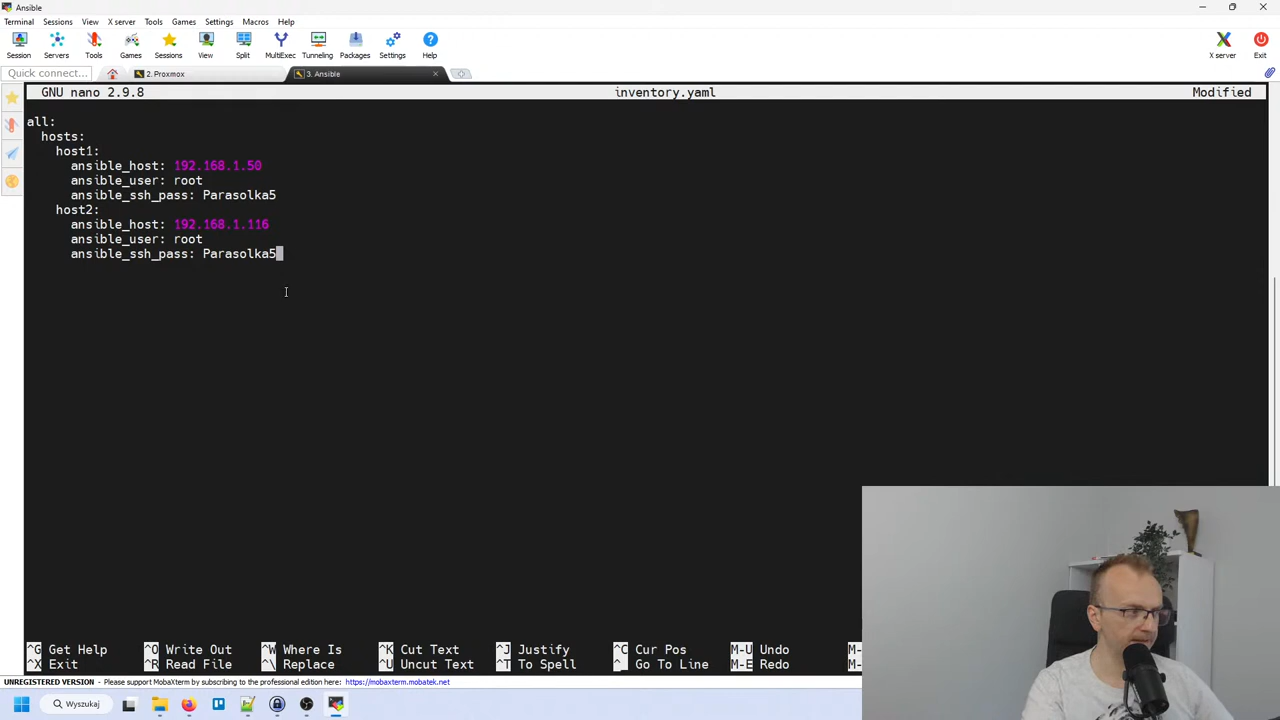 Ansible
Terminal Sessions View X server Tools Games Settings Macros Help
Session Servers Tools Games Sessions View Split MultiExec Tunneling Packages Settings Help X server Exit
Quick connect... 2. Proxmox 3. Ansible
GNU nano 2.9.8 inventory.yaml Modified
all:
hosts:
host1:
ansible_host: 192.168.1.50
ansible_user: root
ansible_ssh_pass: Parasolka5
host2:
ansible_host: 192.168.1.116
ansible_user: root
ansible_ssh_pass: Parasolka5
^G Get Help ^O Write Out ^W Where Is ^K Cut Text ^J Justify ^C Cur Pos M-U Undo M-
^X Exit ^R Read File ^\ Replace ^U Uncut Text ^T To Spell ^_ Go To Line M-E Redo M-
UNREGISTERED VERSION - Please support MobaXterm by subscribing to the professional edition here: https://mobaxterm.mobatek.net
Wyszukaj